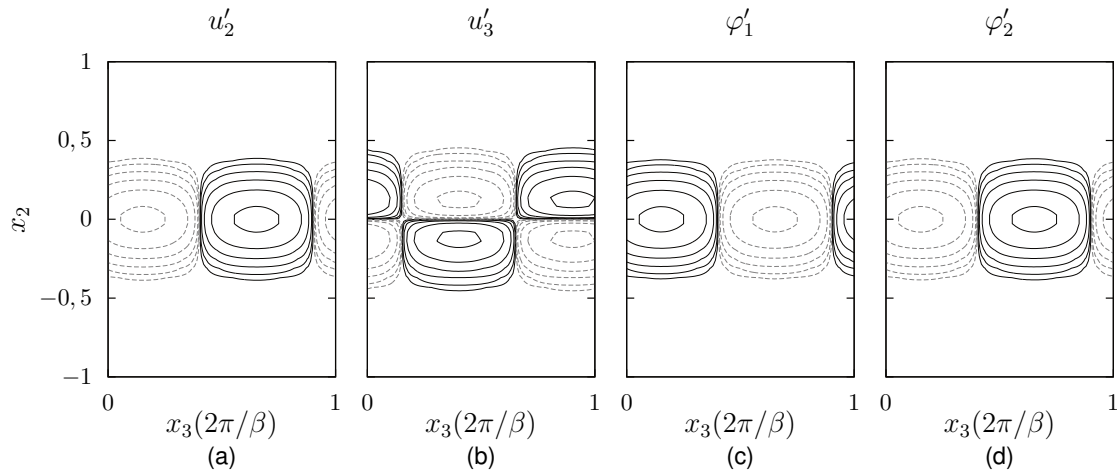 u′₂ u′₃ φ′₁ φ′₂
1
0,5
0
−0,5
−1
x₂
0 1 0 1 0 1 0 1
x₃(2π/β) x₃(2π/β) x₃(2π/β) x₃(2π/β)
(a) (b) (c) (d)